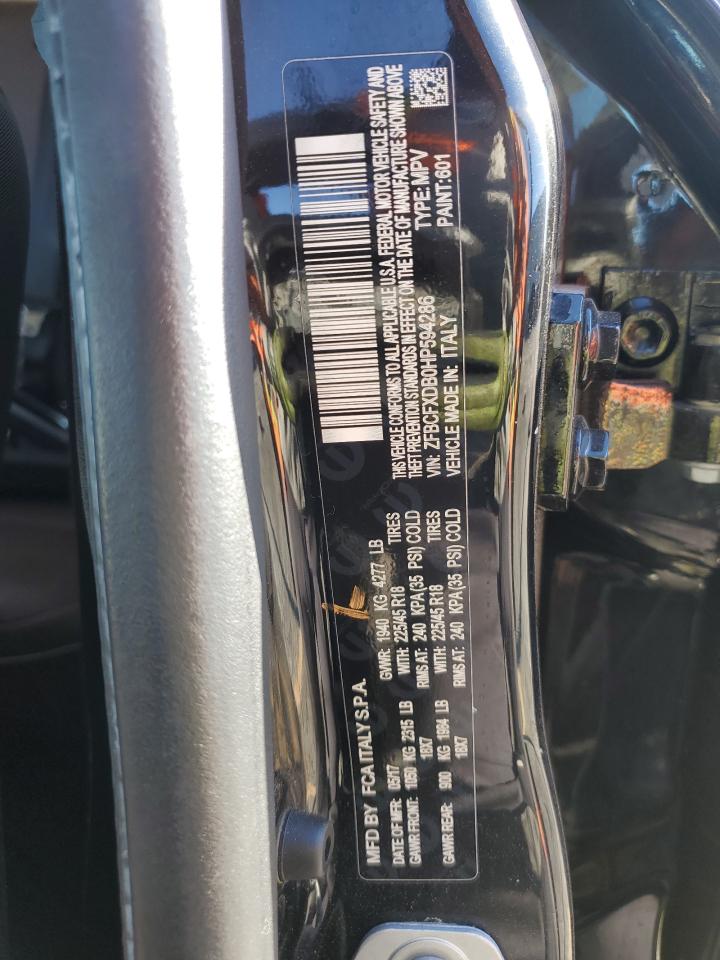 MFD BY FCA ITALY S.P.A.
DATE OF MFR: 05/17 GVWR: 1940 KG 4277 LB
GAWR FRONT: 1050 KG 2315 LB WITH: 225/45 R18 TIRES
18X7 RIMS AT: 240 KPA(35 PSI) COLD
GAWR REAR: 900 KG 1984 LB WITH: 225/45 R18 TIRES
18X7 RIMS AT: 240 KPA(35 PSI) COLD
THIS VEHICLE CONFORMS TO ALL APPLICABLE U.S.A. FEDERAL MOTOR VEHICLE SAFETY AND
THEFT PREVENTION STANDARDS IN EFFECT ON THE DATE OF MANUFACTURE SHOWN ABOVE
VIN: ZFBCFXDB0HP594286 TYPE: MPV
VEHICLE MADE IN: ITALY PAINT: 601